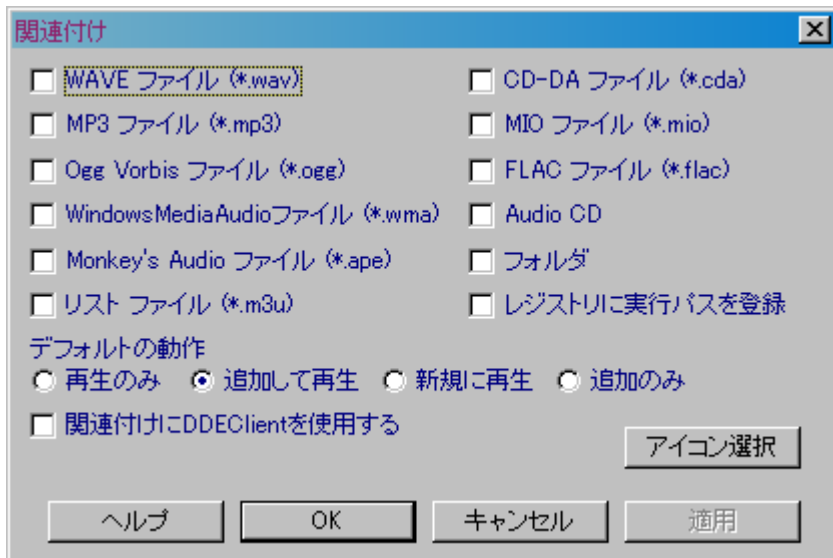 関連付け
WAVE ファイル (*.wav)
CD-DA ファイル (*.cda)
MP3 ファイル (*.mp3)
MIO ファイル (*.mio)
Ogg Vorbis ファイル (*.ogg)
FLAC ファイル (*.flac)
WindowsMediaAudioファイル (*.wma)
Audio CD
Monkey's Audio ファイル (*.ape)
フォルダ
リスト ファイル (*.m3u)
レジストリに実行パスを登録
デフォルトの動作
再生のみ 追加して再生 新規に再生 追加のみ
関連付けにDDEClientを使用する
アイコン選択
ヘルプ OK キャンセル 適用